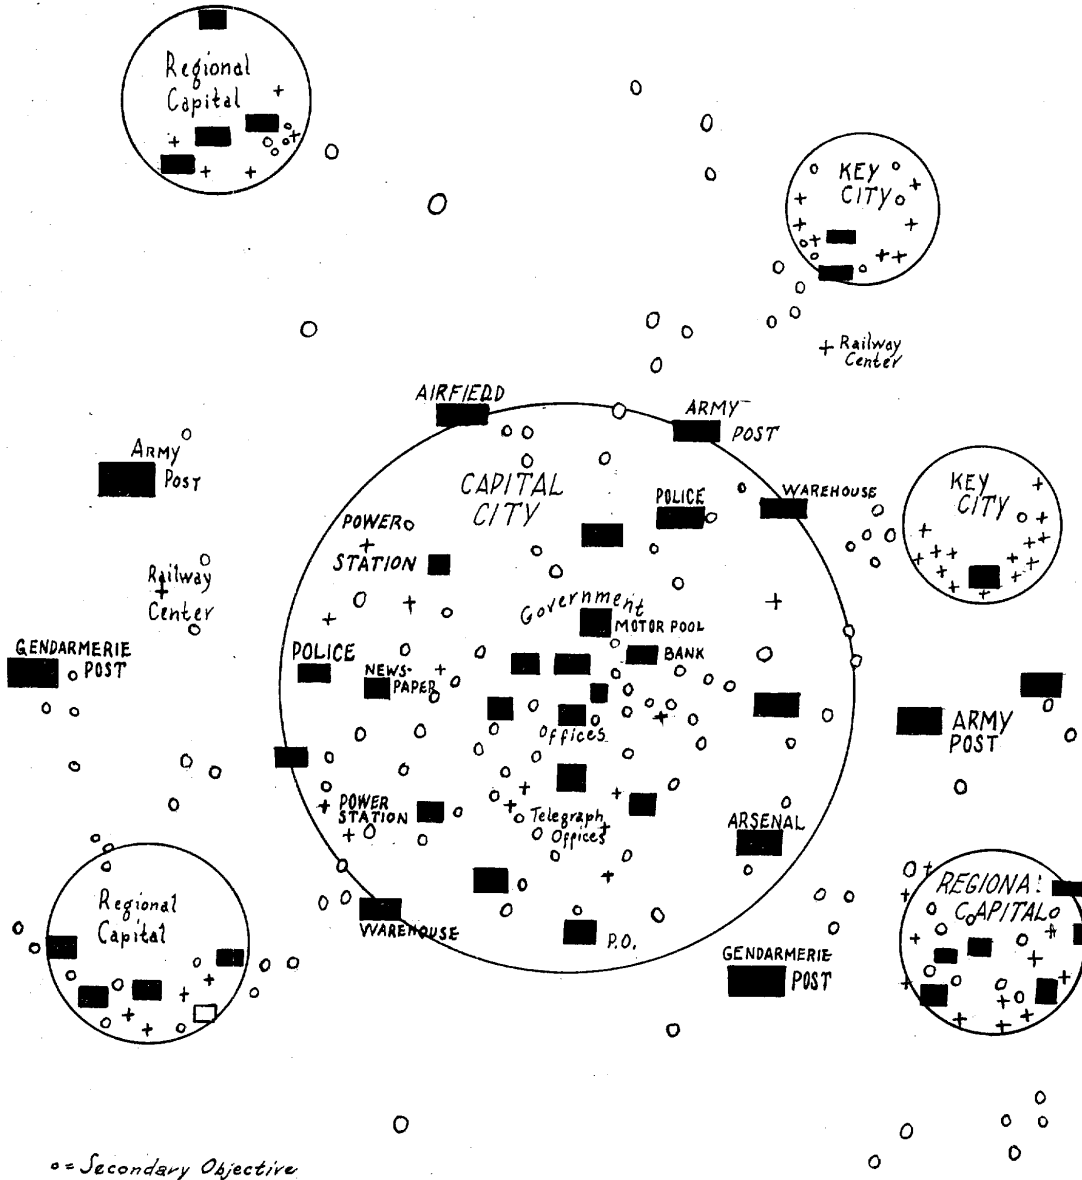 Regional
Capital
KEY
CITY
+ Railway
Center
AIRFIELD
ARMY
POST
ARMY
POST
CAPITAL
CITY
POLICE
WAREHOUSE
KEY
CITY
POWER
STATION
Railway
Center
Government
MOTOR POOL
BANK
GENDARMERIE
POST
POLICE
NEWS-
PAPER
Offices
ARMY
POST
POWER
STATION
Telegraph
Offices
ARSENAL
Regional
Capital
REGIONAL
CAPITAL
WAREHOUSE
P.O.
GENDARMERIE
POST
o = Secondary Objective